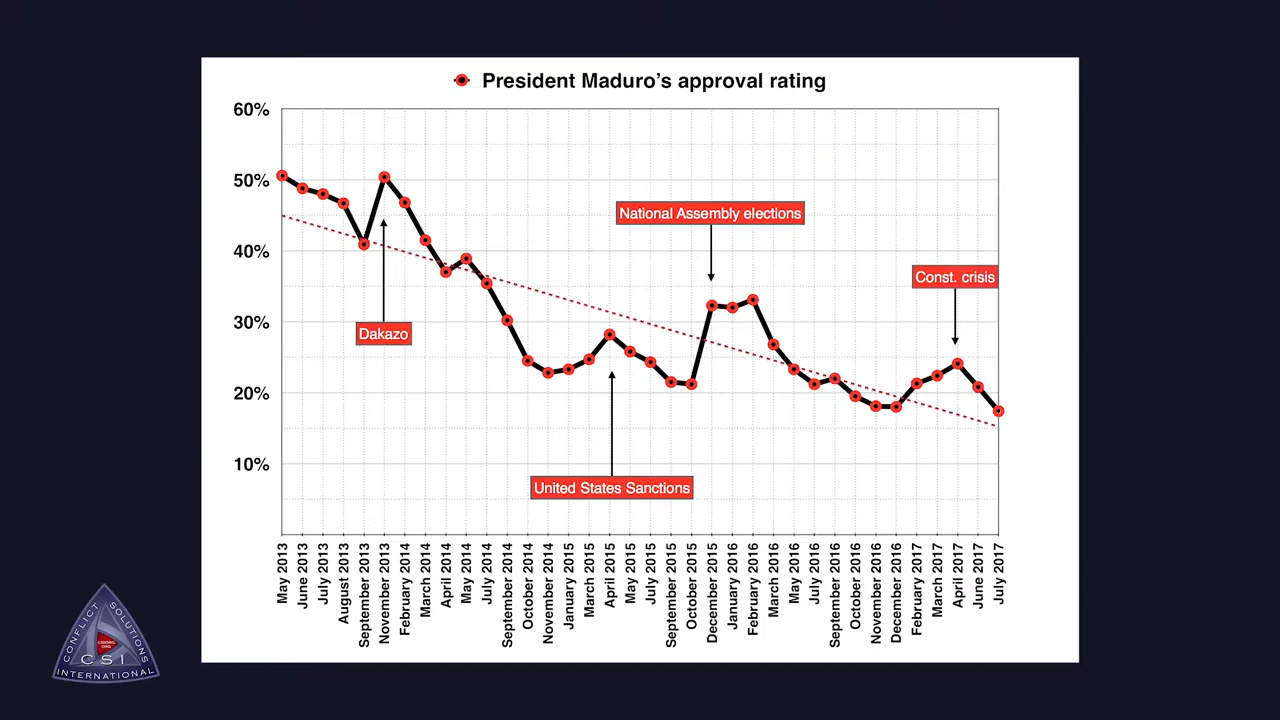 President Maduro's approval rating
60%
50%
40%
30%
20%
10%
National Assembly elections
Const. crisis
Dakazo
United States Sanctions
May 2013
June 2013
July 2013
August 2013
September 2013
November 2013
February 2014
March 2014
April 2014
May 2014
July 2014
September 2014
October 2014
November 2014
January 2015
March 2015
April 2015
May 2015
July 2015
September 2015
October 2015
December 2015
January 2016
February 2016
March 2016
May 2016
July 2016
September 2016
October 2016
November 2016
December 2016
February 2017
March 2017
April 2017
June 2017
July 2017
CONFLICT
SOLUTIONS
INTERNATIONAL
CSI